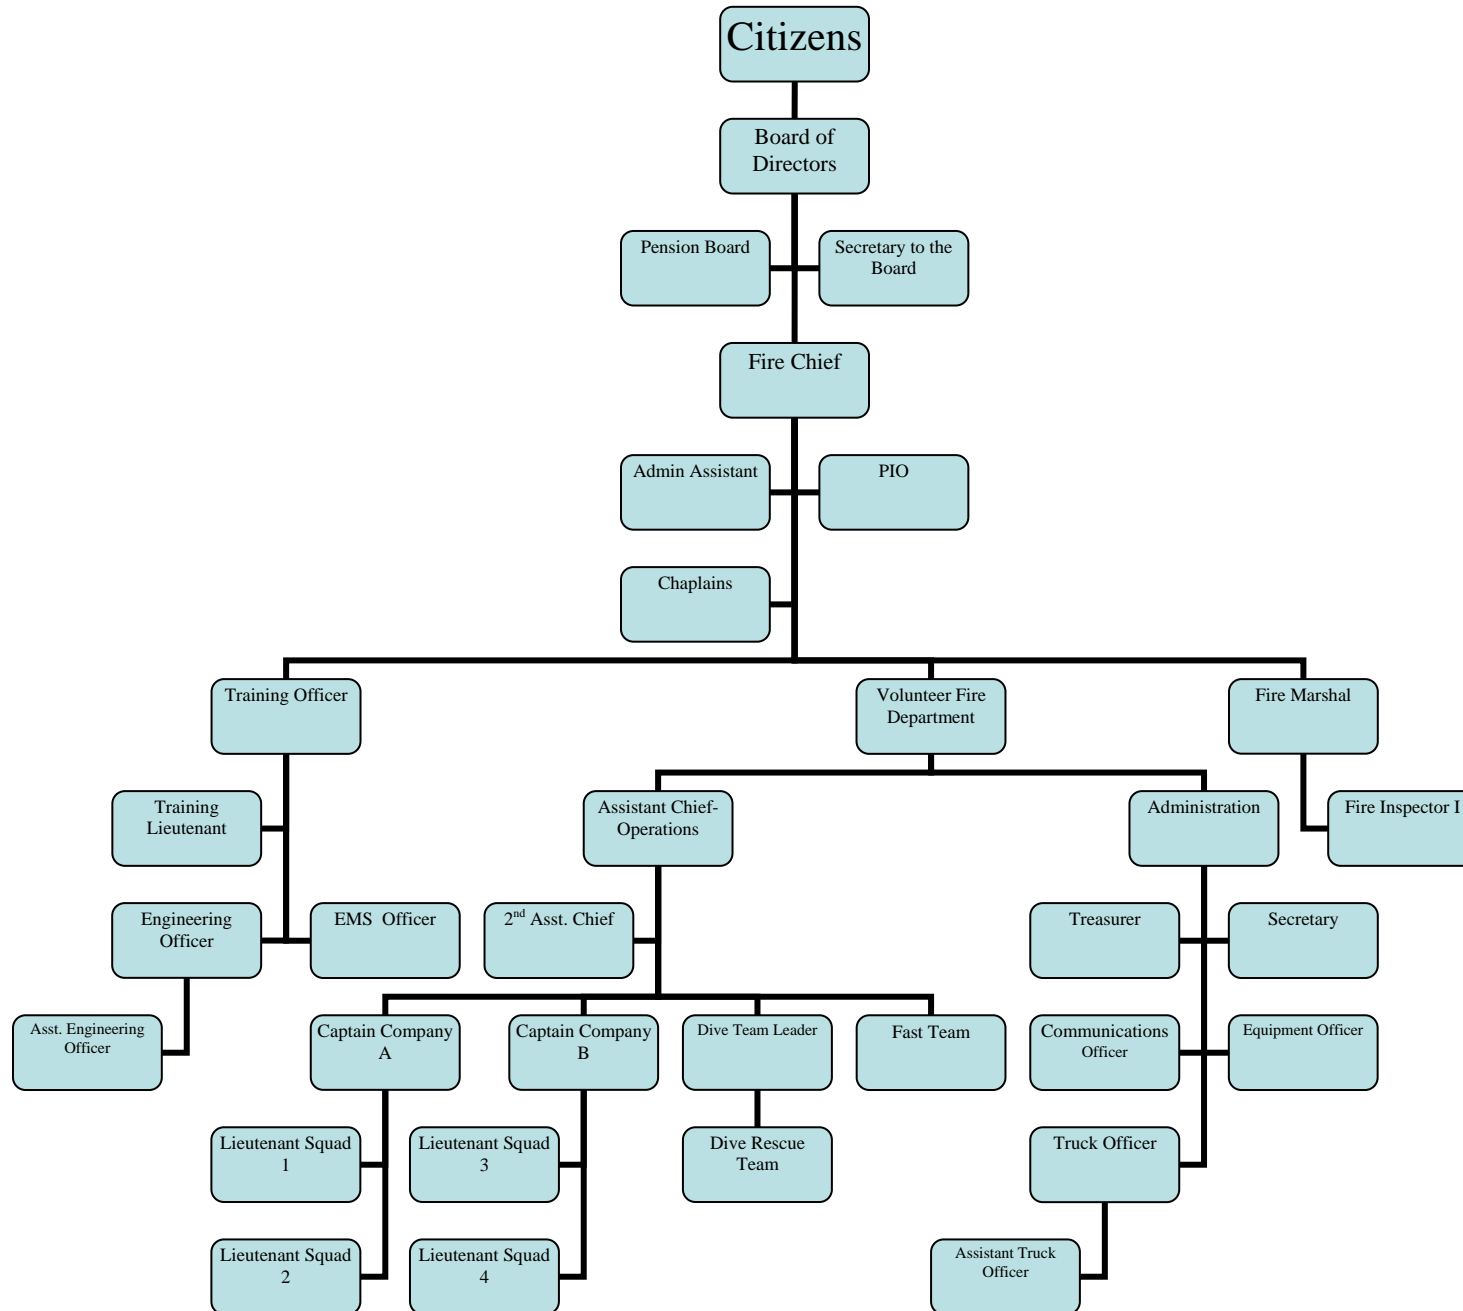 Citizens
Board of
Directors
Pension Board
Secretary to the
Board
Fire Chief
Admin Assistant
PIO
Chaplains
Training Officer
Volunteer Fire
Department
Fire Marshal
Training
Lieutenant
Assistant Chief-
Operations
Administration
Fire Inspector I
Engineering
Officer
EMS Officer
2nd Asst. Chief
Treasurer
Secretary
Asst. Engineering
Officer
Captain Company
A
Captain Company
B
Dive Team Leader
Fast Team
Communications
Officer
Equipment Officer
Lieutenant Squad
1
Lieutenant Squad
3
Dive Rescue
Team
Truck Officer
Lieutenant Squad
2
Lieutenant Squad
4
Assistant Truck
Officer